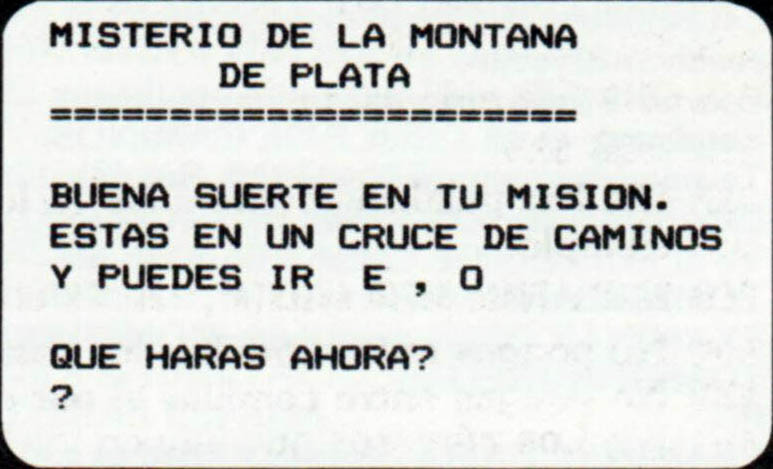 MISTERIO DE LA MONTANA
DE PLATA
======================
BUENA SUERTE EN TU MISION.
ESTAS EN UN CRUCE DE CAMINOS
Y PUEDES IR E , O
QUE HARAS AHORA?
?